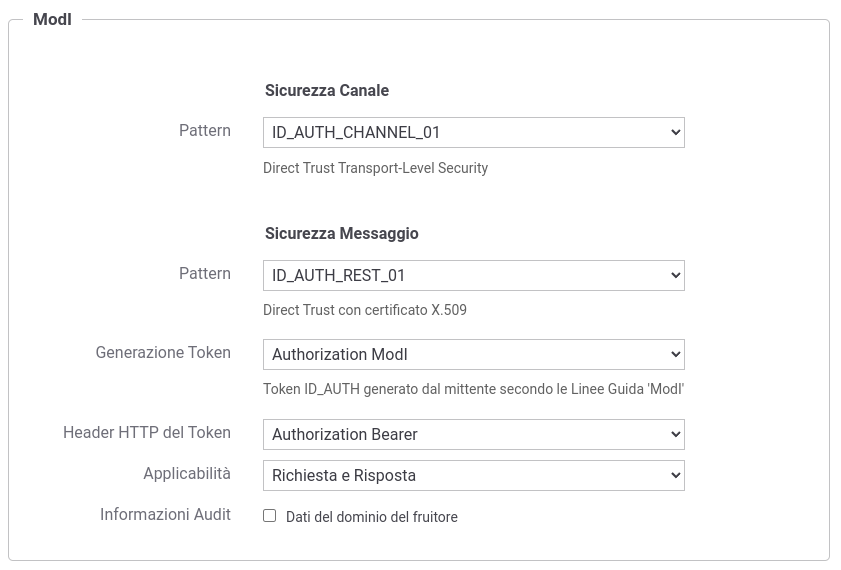 ModI
Sicurezza Canale
Pattern ID_AUTH_CHANNEL_01
Direct Trust Transport-Level Security
Sicurezza Messaggio
Pattern ID_AUTH_REST_01
Direct Trust con certificato X.509
Generazione Token Authorization ModI
Token ID_AUTH generato dal mittente secondo le Linee Guida 'ModI'
Header HTTP del Token Authorization Bearer
Applicabilità Richiesta e Risposta
Informazioni Audit Dati del dominio del fruitore